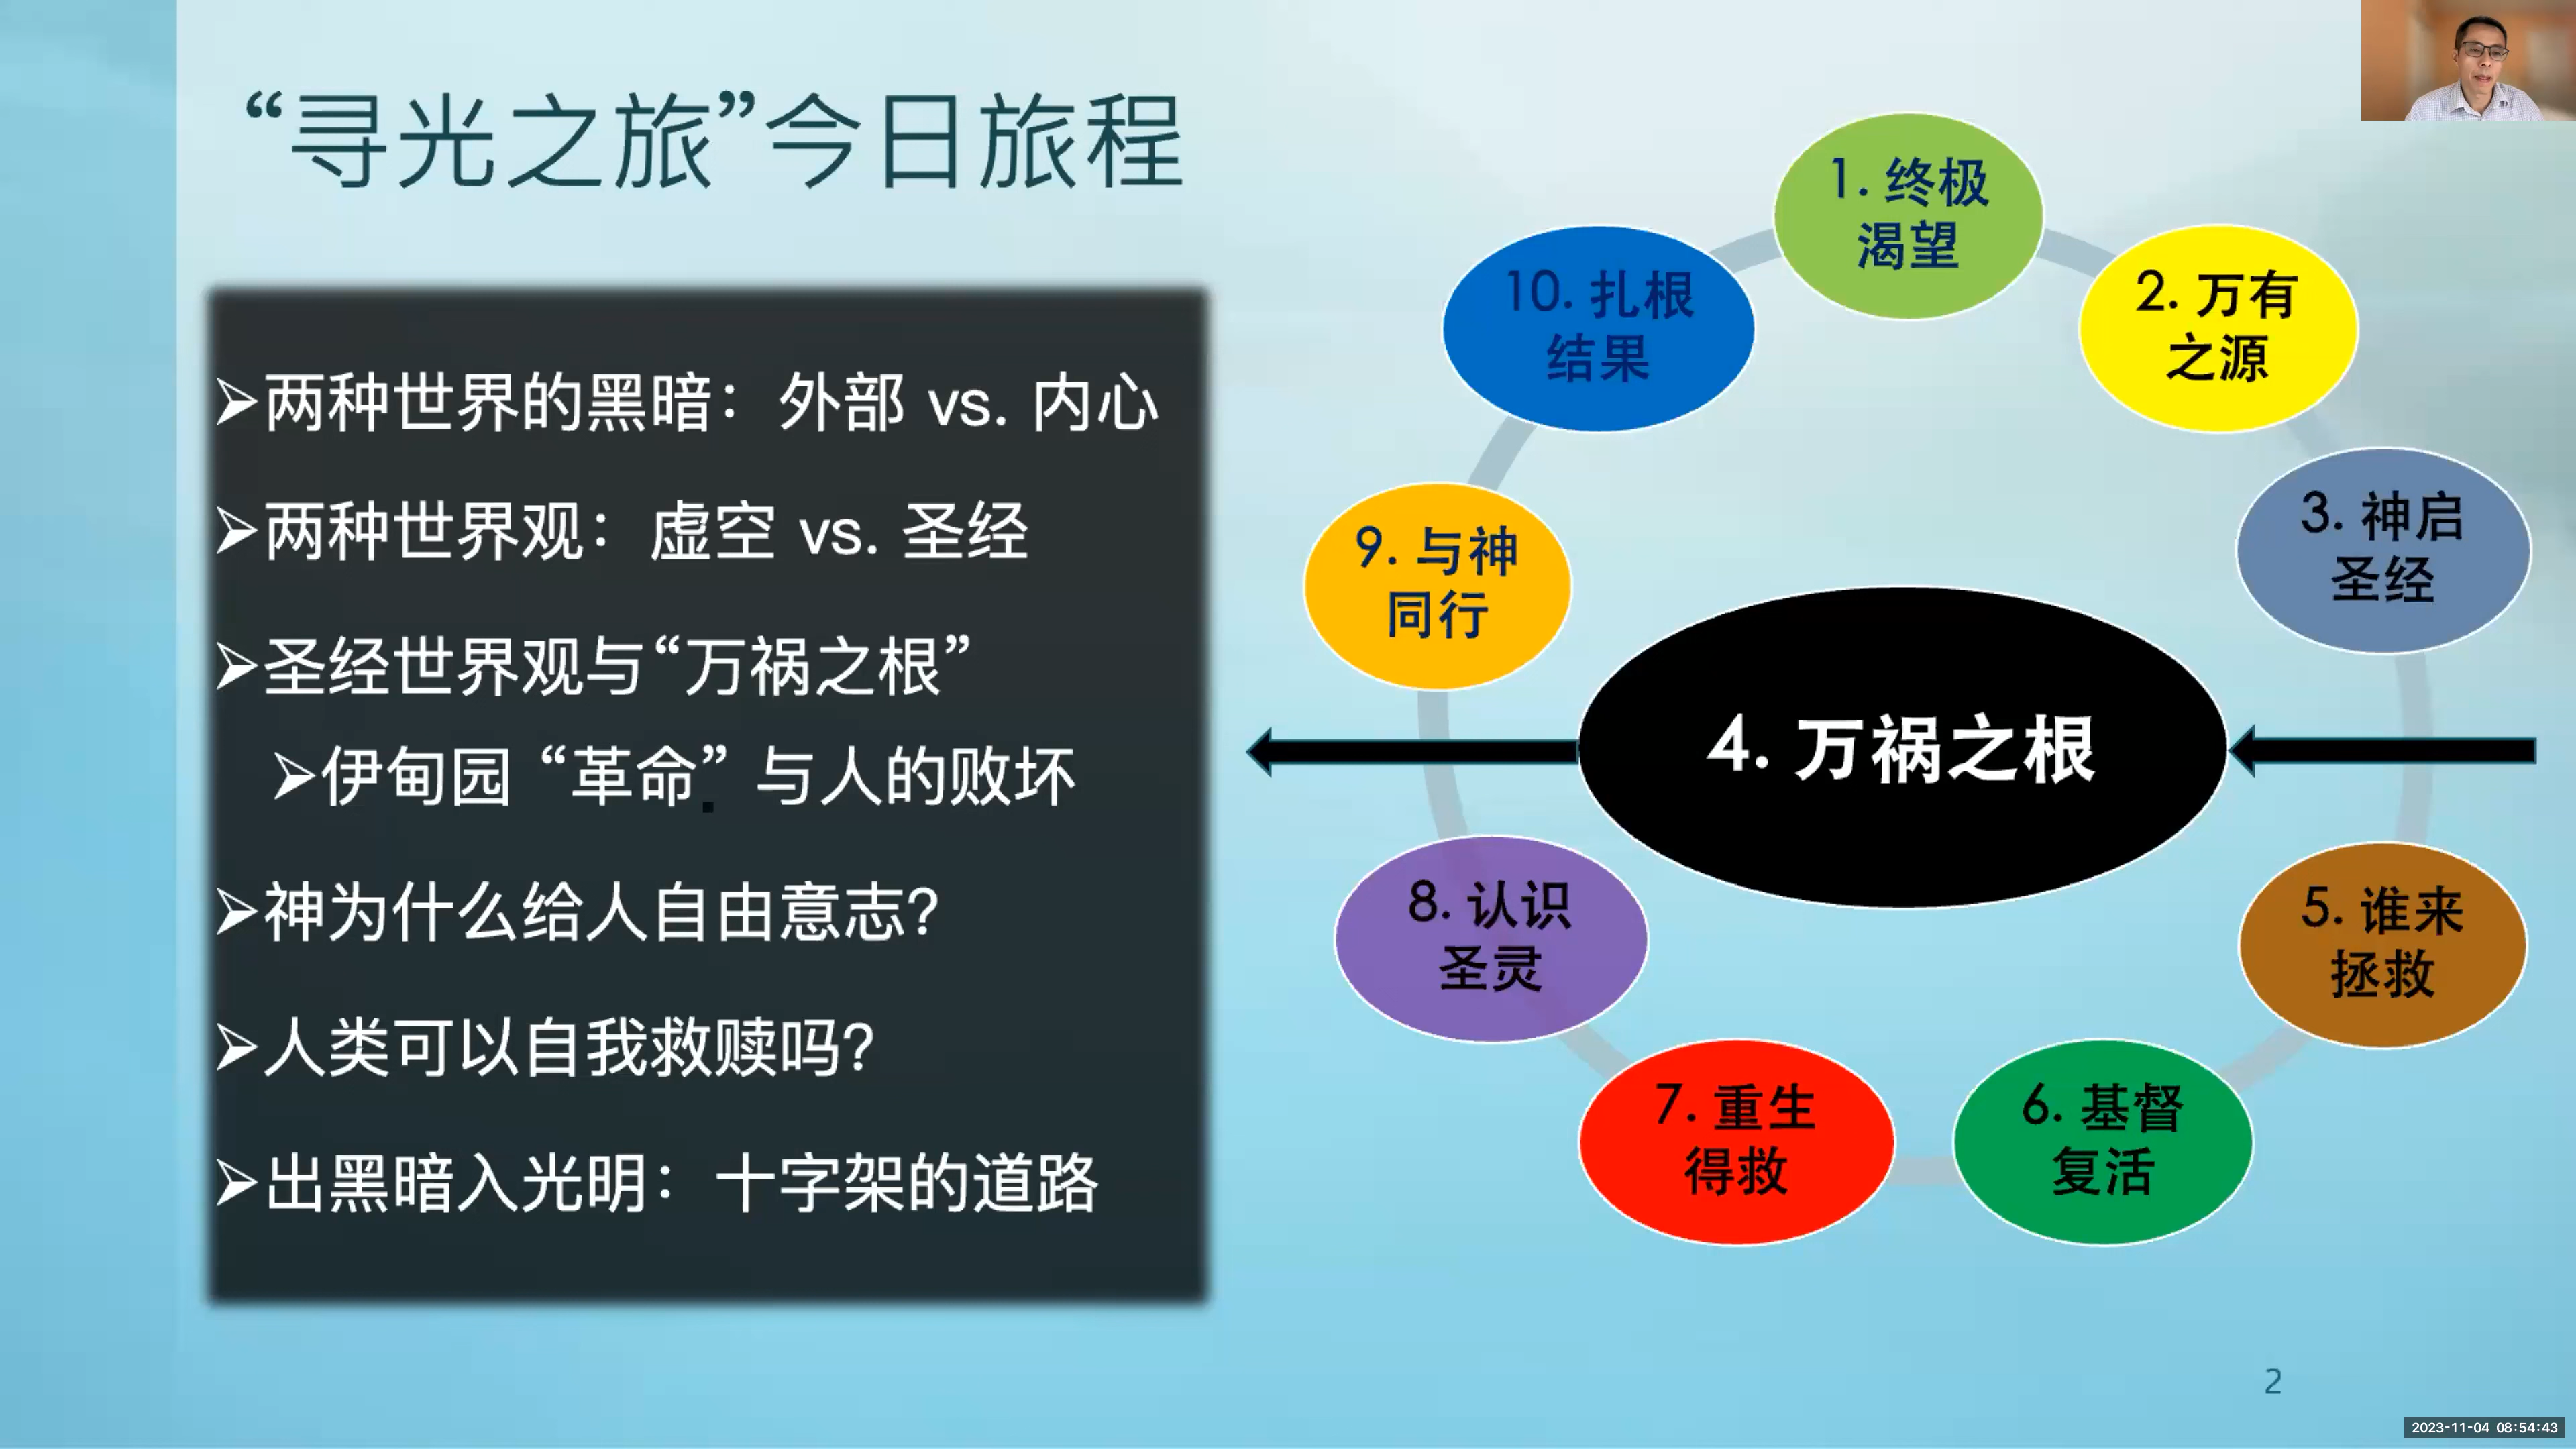 “寻光之旅”今日旅程
➢两种世界的黑暗：外部 vs. 内心
➢两种世界观：虚空 vs. 圣经
➢圣经世界观与“万祸之根”
➢伊甸园 “革命” 与人的败坏
➢神为什么给人自由意志?
➢人类可以自我救赎吗?
➢出黑暗入光明：十字架的道路
1. 终极
渴望
2. 万有
之源
3. 神启
圣经
4. 万祸之根
5. 谁来
拯救
6. 基督
复活
7. 重生
得救
8. 认识
圣灵
9. 与神
同行
10. 扎根
结果
2
2023-11-04 08:54:43